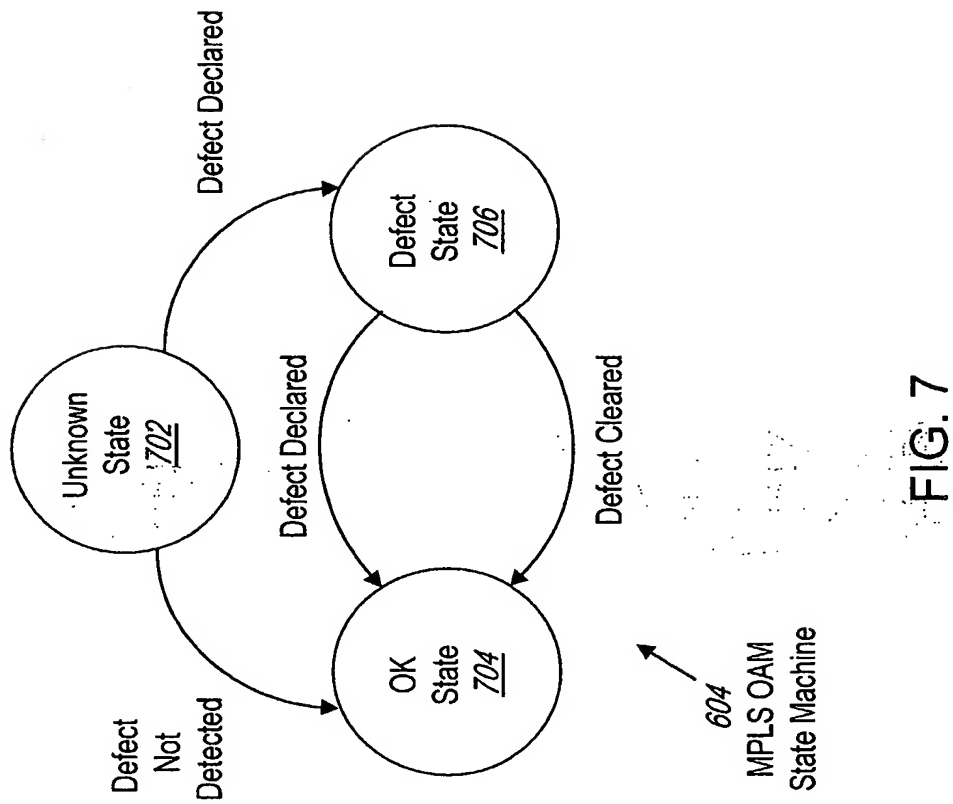 Unknown
State
702
Defect
Not
Detected
Defect Declared
Defect Declared
OK
State
704
Defect
State
706
Defect Cleared
604
MPLS OAM
State Machine
FIG. 7